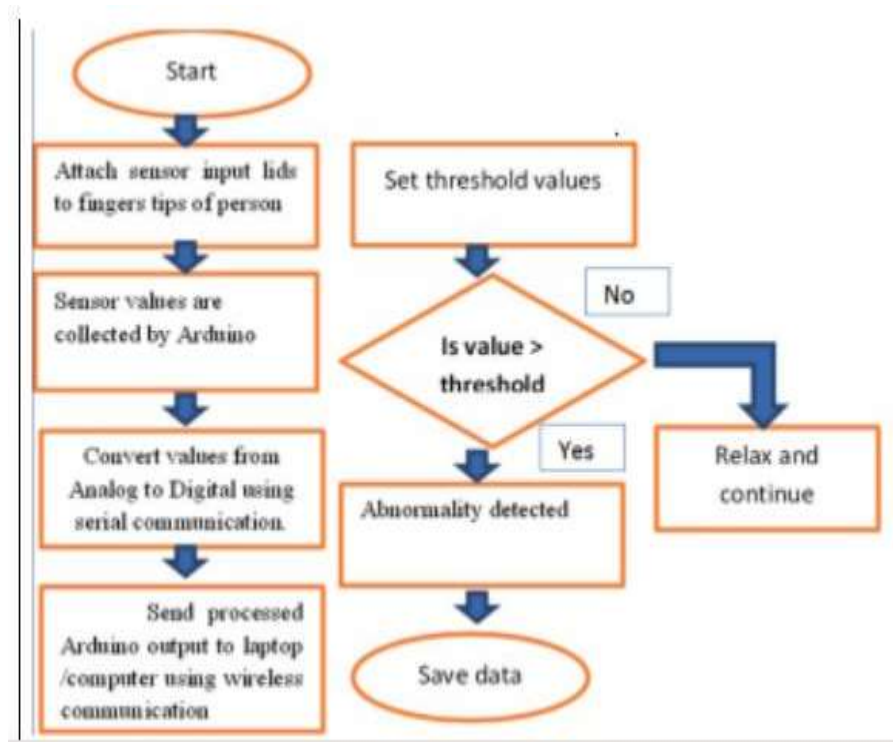 Start
Attach sensor input lids
to fingers tips of person
Sensor values are
collected by Arduino
Convert values from
Analog to Digital using
serial communication.
Send processed
Arduino output to laptop
/computer using wireless
communication
Set threshold values
Is value >
threshold
No
Yes
Relax and
continue
Abnormality detected
Save data